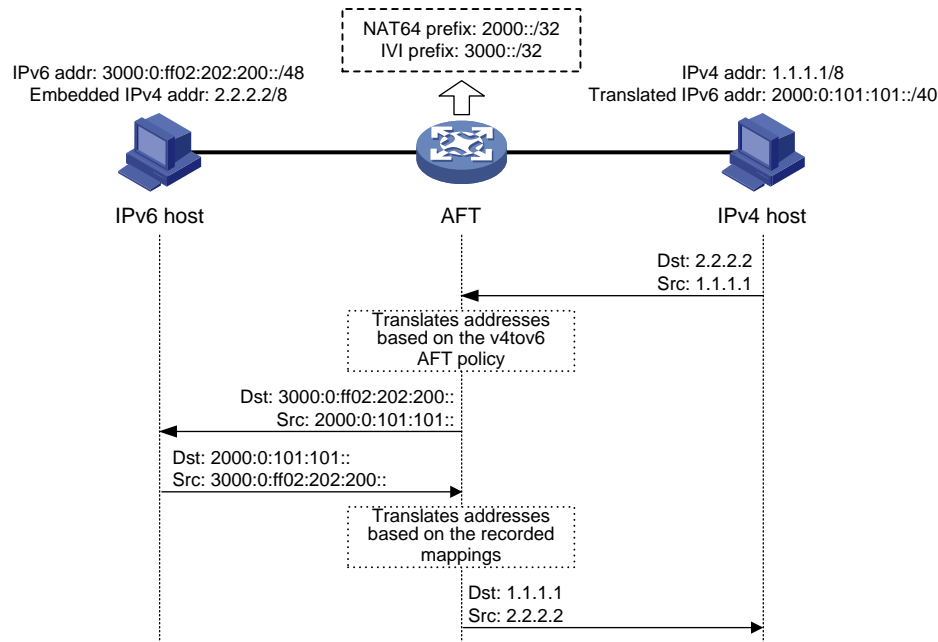 NAT64 prefix: 2000::/32
IVI prefix: 3000::/32
IPv6 addr: 3000:0:ff02:202:200::/48
Embedded IPv4 addr: 2.2.2.2/8
IPv4 addr: 1.1.1.1/8
Translated IPv6 addr: 2000:0:101:101::/40
IPv6 host
AFT
IPv4 host
Dst: 2.2.2.2
Src: 1.1.1.1
Translates addresses
based on the v4tov6
AFT policy
Dst: 3000:0:ff02:202:200::
Src: 2000:0:101:101::
Dst: 2000:0:101:101::
Src: 3000:0:ff02:202:200::
Translates addresses
based on the recorded
mappings
Dst: 1.1.1.1
Src: 2.2.2.2